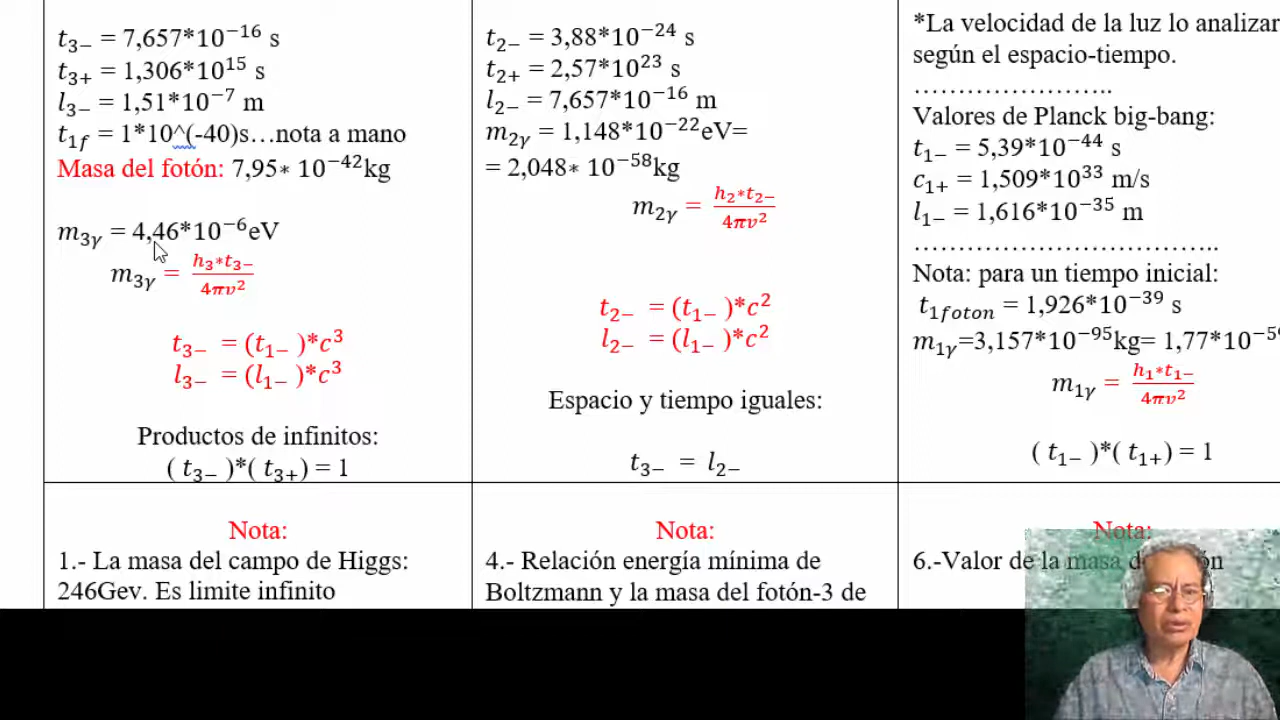 t₃₋ = 7,657*10⁻¹⁶ s
t₃₊ = 1,306*10¹⁵ s
l₃₋ = 1,51*10⁻⁷ m
t₁f = 1*10^(-40)s…nota a mano
Masa del fotón: 7,95* 10⁻⁴²kg
m₃γ = 4,46*10⁻⁶eV
m₃γ = h₃*t₃₋ / 4πv²
t₃₋ = (t₁₋ )*c³
l₃₋ = (l₁₋ )*c³
Productos de infinitos:
( t₃₋ )*( t₃₊) = 1
Nota:
1.- La masa del campo de Higgs:
246Gev. Es limite infinito
t₂₋ = 3,88*10⁻²⁴ s
t₂₊ = 2,57*10²³ s
l₂₋ = 7,657*10⁻¹⁶ m
m₂γ = 1,148*10⁻²²eV=
= 2,048* 10⁻⁵⁸kg
m₂γ = h₂*t₂₋ / 4πv²
t₂₋ = (t₁₋ )*c²
l₂₋ = (l₁₋ )*c²
Espacio y tiempo iguales:
t₃₋ = l₂₋
Nota:
4.- Relación energía mínima de
Boltzmann y la masa del fotón-3 de
*La velocidad de la luz lo analizar
según el espacio-tiempo.
…………………..
Valores de Planck big-bang:
t₁₋ = 5,39*10⁻⁴⁴ s
c₁₊ = 1,509*10³³ m/s
l₁₋ = 1,616*10⁻³⁵ m
……………………………..
Nota: para un tiempo inicial:
t₁foton = 1,926*10⁻³⁹ s
m₁γ=3,157*10⁻⁹⁵kg= 1,77*10⁻⁵
m₁γ = h₁*t₁₋ / 4πv²
( t₁₋ )*( t₁₊) = 1
Nota:
6.-Valor de la masa d